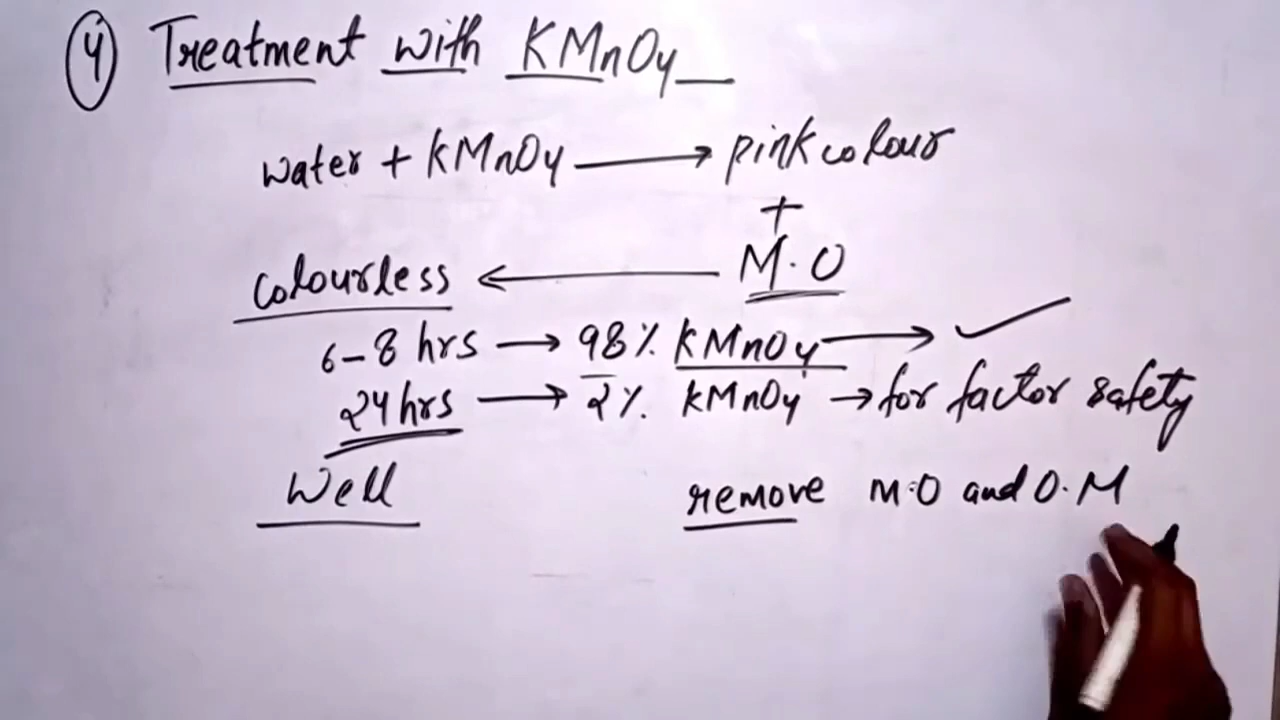 ④ Treatment with KMnO4
water + KMnO4 → pink colour
+
colourless ← M.O
6-8 hrs → 98% KMnO4 → ✓
24 hrs → 2% KMnO4 → for factor safety
Well remove M.O and O.M